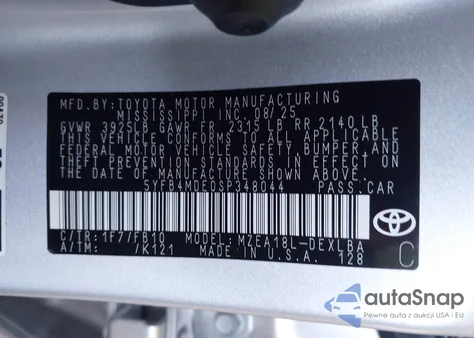 MFD.BY:TOYOTA MOTOR MANUFACTURING
MISSISSIPPI INC. 08/25
GVWR 3925LB GAWR FR 2315 LB RR 2140 LB
THIS VEHICLE CONFORMS TO ALL APPLICABLE
FEDERAL MOTOR VEHICLE SAFETY, BUMPER, AND
THEFT PREVENTION STANDARDS IN EFFECT
ON THE DATE OF MANUFACTURE SHOWN ABOVE.
5YFB4MDE0SP348044 PASS.CAR
C/TR:1F77/FB10 MODEL:MZEA18L-DEXLBA
A/TM: /K121 MADE IN U.S.A. 128
C
autoSnap
Pewne auta z aukcji USA i EU